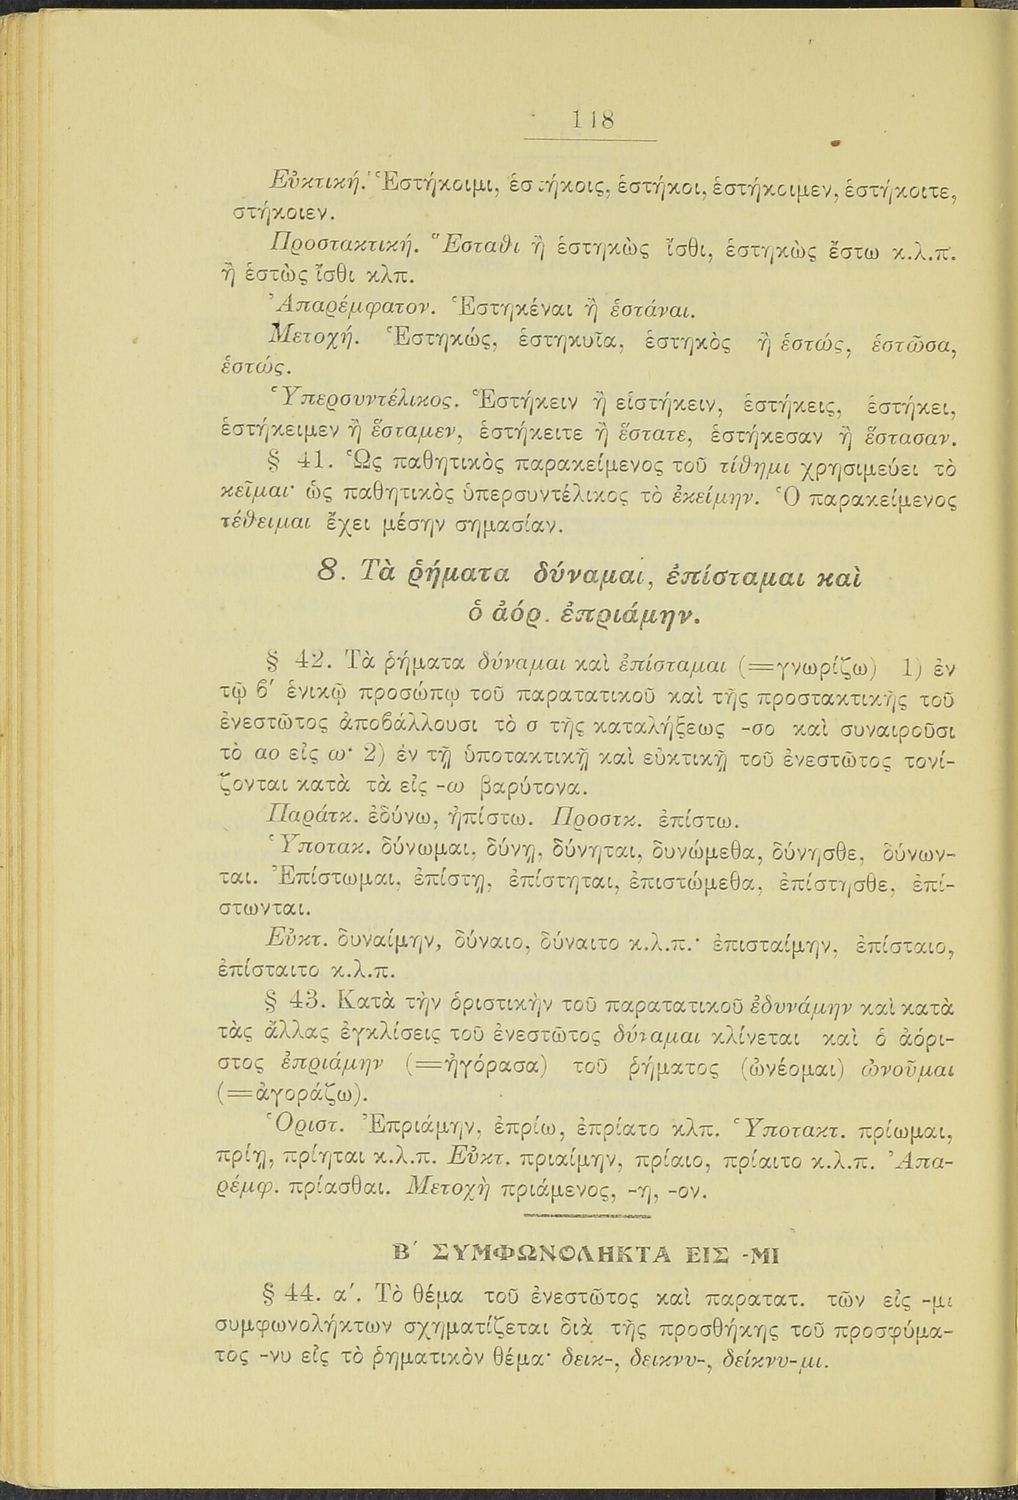 118
Εὐκτική. Ἑστήκοιμι, ἑστήκοις, ἑστήκοι, ἑστήκοιμεν, ἑστήκοιτε,
στήκοιεν.
Προστακτική. Ἕσταθι ἢ ἑστηκὼς ἴσθι, ἑστηκὼς ἔστω κ.λ.π.
ἢ ἑστὼς ἴσθι κλπ.
Ἀπαρέμφατον. Ἑστηκέναι ἢ ἑστάναι.
Μετοχή. Ἑστηκώς, ἑστηκυῖα, ἑστηκὸς ἢ ἑστώς, ἑστῶσα,
ἑστώς.
Ὑπερσυντέλικος. Ἑστήκειν ἢ εἱστήκειν, ἑστήκεις, ἑστήκει,
ἑστήκειμεν ἢ ἕσταμεν, ἑστήκειτε ἢ ἕστατε, ἑστήκεσαν ἢ ἕστασαν.
§ 41. Ὡς παθητικὸς παρακείμενος τοῦ τίθημι χρησιμεύει τὸ
κεῖμαι· ὡς παθητικὸς ὑπερσυντέλικος τὸ ἐκείμην. Ὁ παρακείμενος
τέθειμαι ἔχει μέσην σημασίαν.
8. Τὰ ῥήματα δύναμαι, ἐπίσταμαι καὶ
ὁ ἀόρ. ἐπριάμην.
§ 42. Τὰ ῥήματα δύναμαι καὶ ἐπίσταμαι (=γνωρίζω) 1) ἐν
τῷ β′ ἑνικῷ προσώπῳ τοῦ παρατατικοῦ καὶ τῆς προστακτικῆς τοῦ
ἐνεστῶτος ἀποβάλλουσι τὸ σ τῆς καταλήξεως -σο καὶ συναιροῦσι
τὸ αο εἰς ω· 2) ἐν τῇ ὑποτακτικῇ καὶ εὐκτικῇ τοῦ ἐνεστῶτος τονί-
ζονται κατὰ τὰ εἰς -ω βαρύτονα.
Παράτκ. ἐδύνω, ἠπίστω. Προστκ. ἐπίστω.
Ὑποτακ. δύνωμαι, δύνῃ, δύνηται, δυνώμεθα, δύνησθε, δύνων-
ται. Ἐπίστωμαι, ἐπίστῃ, ἐπίστηται, ἐπιστώμεθα, ἐπίστησθε, ἐπί-
στωνται.
Εὐκτ. δυναίμην, δύναιο, δύναιτο κ.λ.π.· ἐπισταίμην, ἐπίσταιο,
ἐπίσταιτο κ.λ.π.
§ 43. Κατὰ τὴν ὁριστικὴν τοῦ παρατατικοῦ ἐδυνάμην καὶ κατὰ
τὰς ἄλλας ἐγκλίσεις τοῦ ἐνεστῶτος δύναμαι κλίνεται καὶ ὁ ἀόρι-
στος ἐπριάμην (=ἠγόρασα) τοῦ ῥήματος (ὠνέομαι) ὠνοῦμαι
(=ἀγοράζω).
Ὁριστ. Ἐπριάμην, ἐπρίω, ἐπρίατο κλπ. Ὑποτακτ. πρίωμαι,
πρίῃ, πρίηται κ.λ.π. Εὐκτ. πριαίμην, πρίαιο, πρίαιτο κ.λ.π. Ἀπα-
ρέμφ. πρίασθαι. Μετοχὴ πριάμενος, -η, -ον.
Β′ ΣΥΜΦΩΝΟΛΗΚΤΑ ΕΙΣ -ΜΙ
§ 44. α′. Τὸ θέμα τοῦ ἐνεστῶτος καὶ παρατατ. τῶν εἰς -μι
συμφωνολήκτων σχηματίζεται διὰ τῆς προσθήκης τοῦ προσφύμα-
τος -νυ εἰς τὸ ῥηματικὸν θέμα· δεικ-, δεικνυ-, δείκνυ-μι.